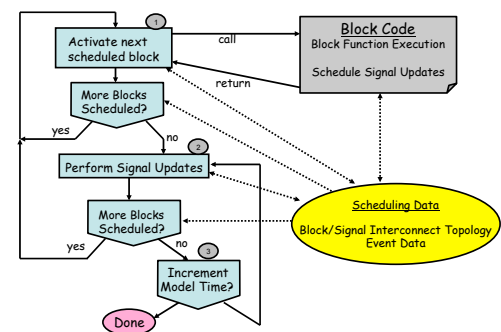 1
Activate next
scheduled block
call
return
Block Code
Block Function Execution
Schedule Signal Updates
More Blocks
Scheduled?
yes
no
2
Perform Signal Updates
Scheduling Data
Block/Signal Interconnect Topology
Event Data
More Blocks
Scheduled?
yes
no
3
Increment
Model Time?
Done